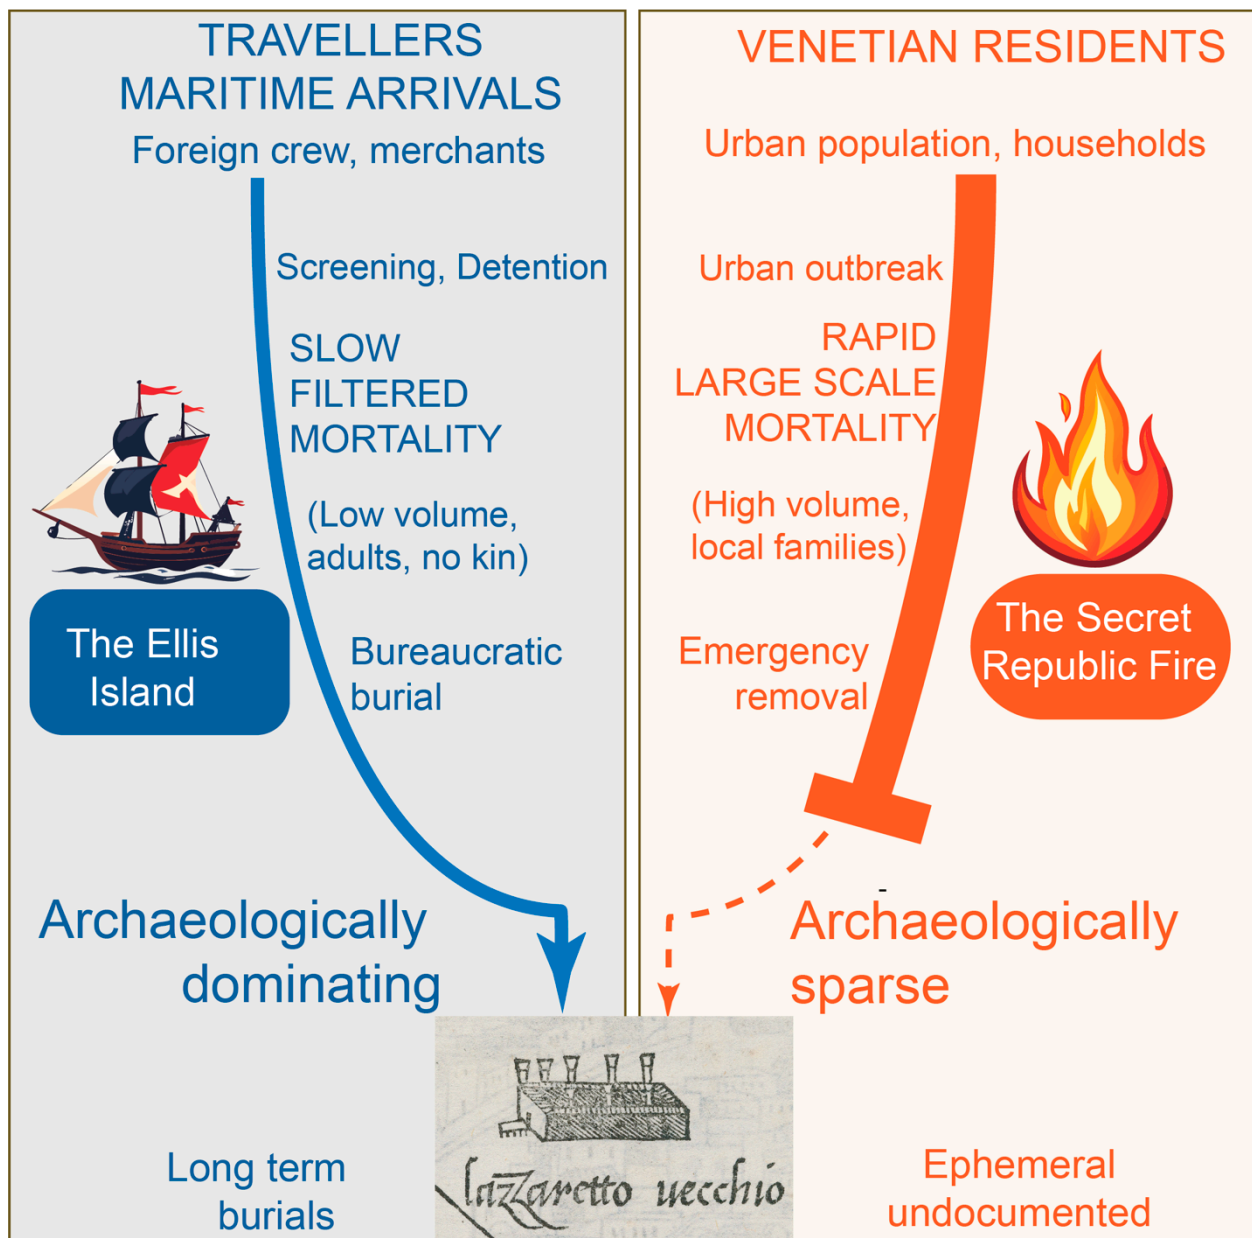 TRAVELLERS
MARITIME ARRIVALS
Foreign crew, merchants
Screening, Detention
SLOW
FILTERED
MORTALITY
(Low volume,
adults, no kin)
The Ellis
Island
Bureaucratic
burial
Archaeologically
dominating
Long term
burials
VENETIAN RESIDENTS
Urban population, households
Urban outbreak
RAPID
LARGE SCALE
MORTALITY
(High volume,
local families)
The Secret
Republic Fire
Emergency
removal
-
Archaeologically
sparse
Ephemeral
undocumented
lazzaretto uecchio